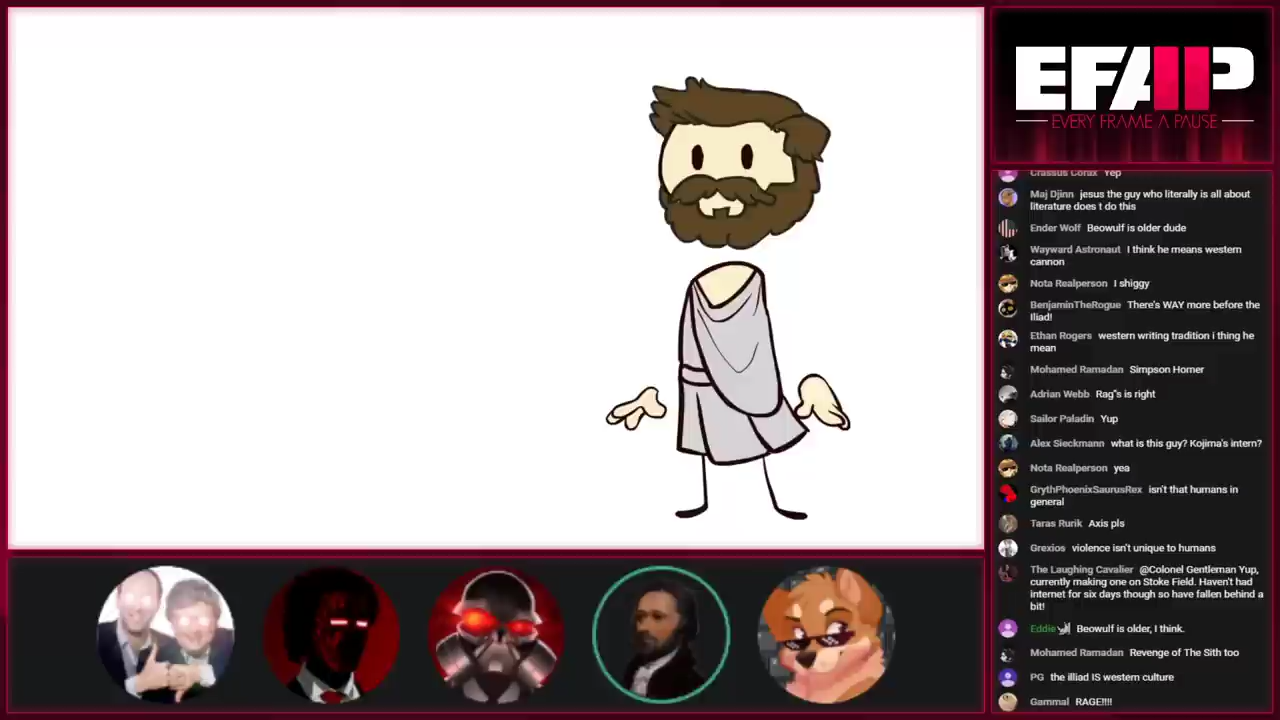 EFAP
EVERY FRAME A PAUSE
Crassus Corax Yep
Maj Djinn jesus the guy who literally is all about
literature does t do this
Ender Wolf Beowulf is older dude
Wayward Astronaut I think he means western
cannon
Nota Realperson I shiggy
BenjaminTheRogue There's WAY more before the
Iliad!
Ethan Rogers western writing tradition i thing he
mean
Mohamed Ramadan Simpson Homer
Adrian Webb Rag"s is right
Sailor Paladin Yup
Alex Sieckmann what is this guy? Kojima's intern?
Nota Realperson yea
GrythPhoenixSaurusRex isn't that humans in
general
Taras Rurik Axis pls
Grexios violence isn't unique to humans
The Laughing Cavalier @Colonel Gentleman Yup,
currently making one on Stoke Field. Haven't had
internet for six days though so have fallen behind a
bit!
Eddie Beowulf is older, I think.
Mohamed Ramadan Revenge of The Sith too
PG the illiad IS western culture
Gammal RAGE!!!!